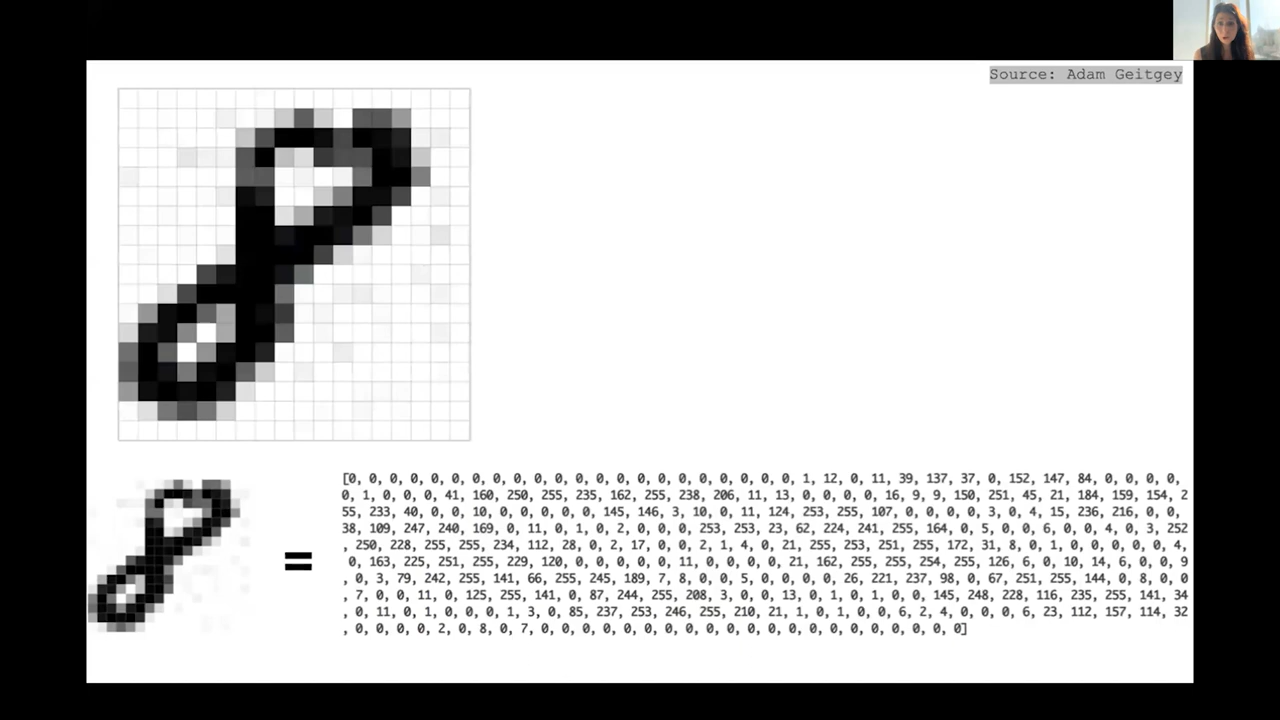 Source: Adam Geitgey
[0, 0, 0, 0, 0, 0, 0, 0, 0, 0, 0, 0, 0, 0, 0, 0, 0, 0, 0, 0, 0, 0, 1, 12, 0, 11, 39, 137, 37, 0, 152, 147, 84, 0, 0, 0, 0,
0, 1, 0, 0, 0, 41, 160, 250, 255, 235, 162, 255, 238, 206, 11, 13, 0, 0, 0, 0, 16, 9, 9, 150, 251, 45, 21, 184, 159, 154, 2
55, 233, 40, 0, 0, 10, 0, 0, 0, 0, 0, 145, 146, 3, 10, 0, 11, 124, 253, 255, 107, 0, 0, 0, 0, 3, 0, 4, 15, 236, 216, 0, 0,
38, 109, 247, 240, 169, 0, 11, 0, 1, 0, 2, 0, 0, 0, 253, 253, 23, 62, 224, 241, 255, 164, 0, 5, 0, 0, 6, 0, 0, 4, 0, 3, 252
, 250, 228, 255, 255, 234, 112, 28, 0, 2, 17, 0, 0, 2, 1, 4, 0, 21, 255, 253, 251, 255, 172, 31, 8, 0, 1, 0, 0, 0, 0, 0, 4,
0, 163, 225, 251, 255, 229, 120, 0, 0, 0, 0, 0, 11, 0, 0, 0, 0, 21, 162, 255, 255, 254, 255, 126, 6, 0, 10, 14, 6, 0, 0, 9
, 0, 3, 79, 242, 255, 141, 66, 255, 245, 189, 7, 8, 0, 0, 5, 0, 0, 0, 0, 26, 221, 237, 98, 0, 67, 251, 255, 144, 0, 8, 0, 0
, 7, 0, 0, 11, 0, 125, 255, 141, 0, 87, 244, 255, 208, 3, 0, 0, 13, 0, 1, 0, 1, 0, 0, 145, 248, 228, 116, 235, 255, 141, 34
, 0, 11, 0, 1, 0, 0, 0, 1, 3, 0, 85, 237, 253, 246, 255, 210, 21, 1, 0, 1, 0, 0, 6, 2, 4, 0, 0, 0, 6, 23, 112, 157, 114, 32
, 0, 0, 0, 0, 2, 0, 8, 0, 7, 0, 0, 0, 0, 0, 0, 0, 0, 0, 0, 0, 0, 0, 0, 0, 0, 0, 0, 0, 0, 0]
=